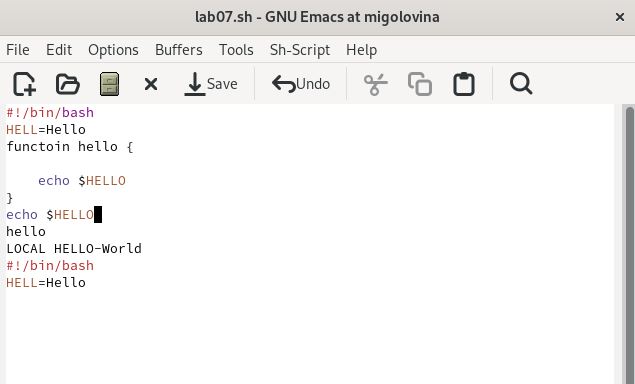 lab07.sh - GNU Emacs at migolovina
File Edit Options Buffers Tools Sh-Script Help
Save Undo
#!/bin/bash
HELL=Hello
functoin hello {
echo $HELLO
}
echo $HELLO
hello
LOCAL HELLO-World
#!/bin/bash
HELL=Hello